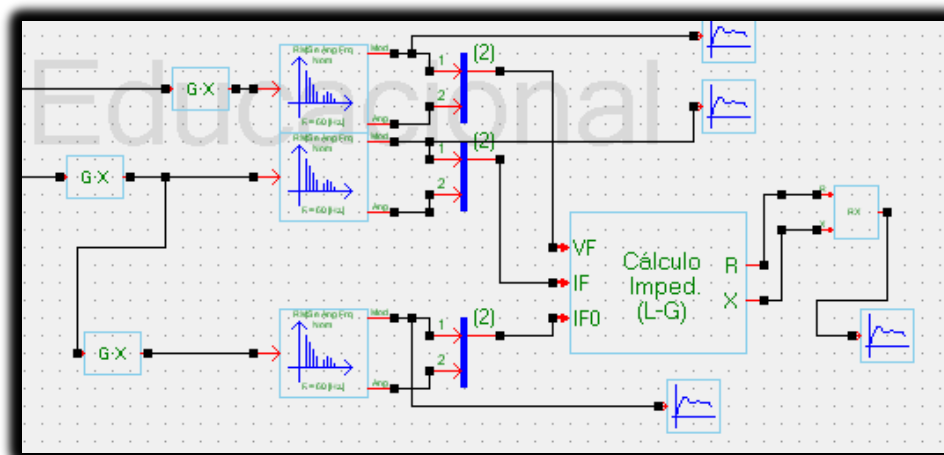 Educacional
G·X
Mod
1
2
(2)
Ang
G·X
Mod
1
2
(2)
Ang
VF
IF
IF0
Cálculo
Imped.
(L-G)
R
X
R
X
RX
G·X
Mod
1
2
(2)
Ang